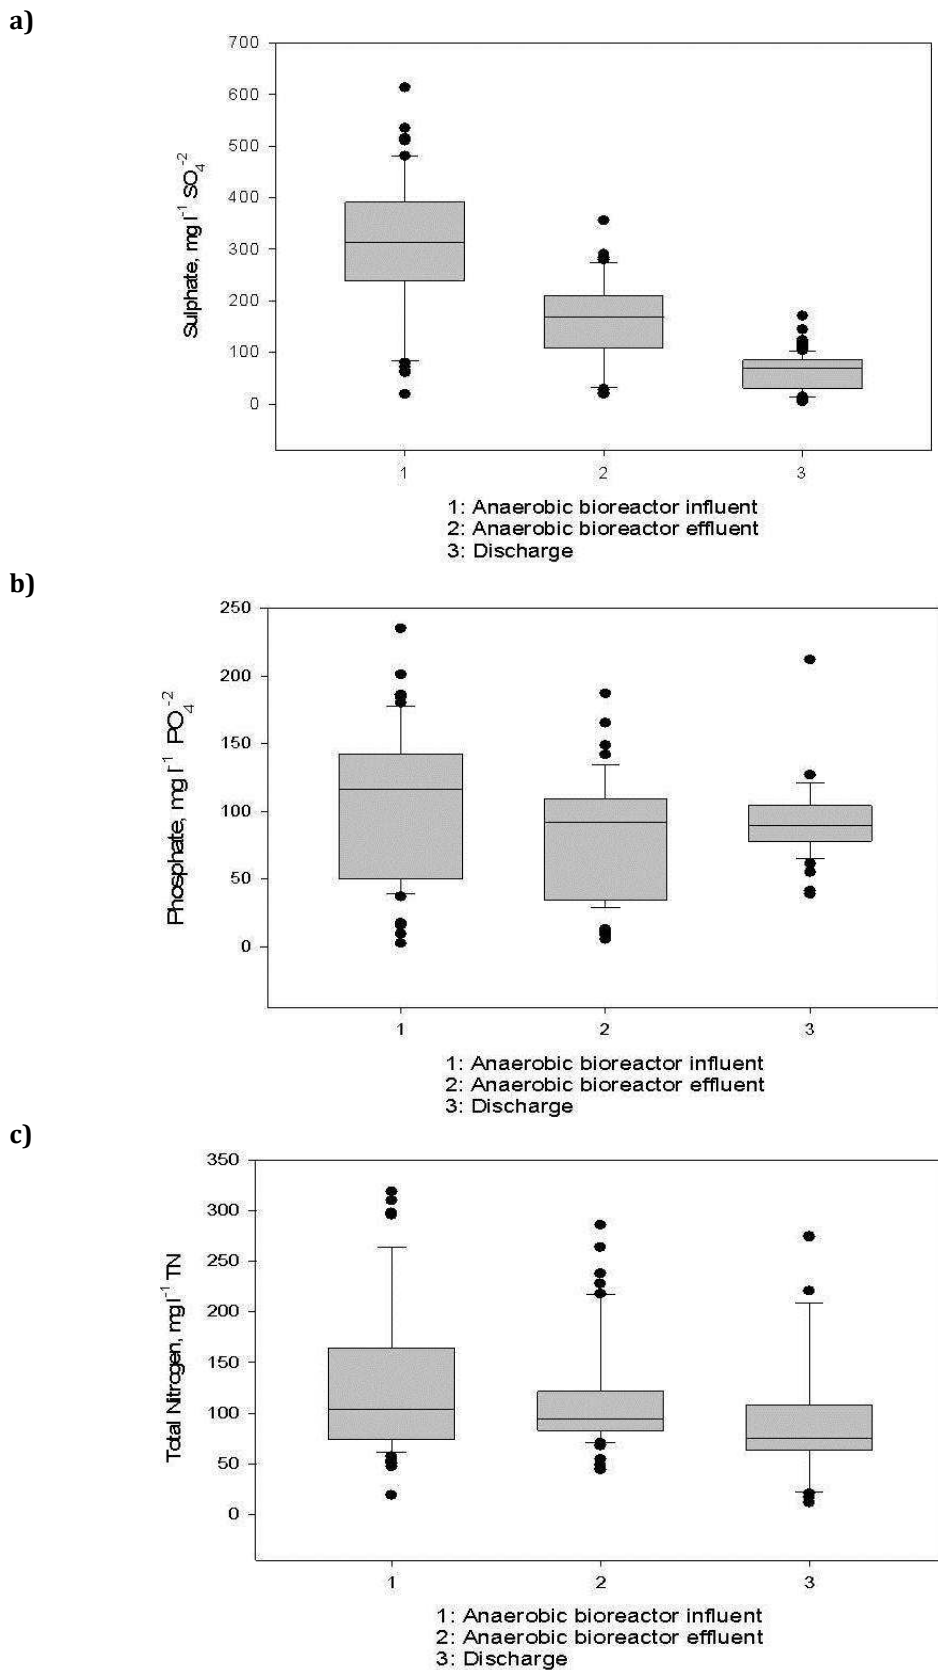 a)
700
600
500
400
300
200
100
0
Sulphate, mg l⁻¹ SO₄⁻²
1 2 3
1: Anaerobic bioreactor influent
2: Anaerobic bioreactor effluent
3: Discharge
b)
250
200
150
100
50
0
Phosphate, mg l⁻¹ PO₄⁻²
1 2 3
1: Anaerobic bioreactor influent
2: Anaerobic bioreactor effluent
3: Discharge
c)
350
300
250
200
150
100
50
0
Total Nitrogen, mg l⁻¹ TN
1 2 3
1: Anaerobic bioreactor influent
2: Anaerobic bioreactor effluent
3: Discharge